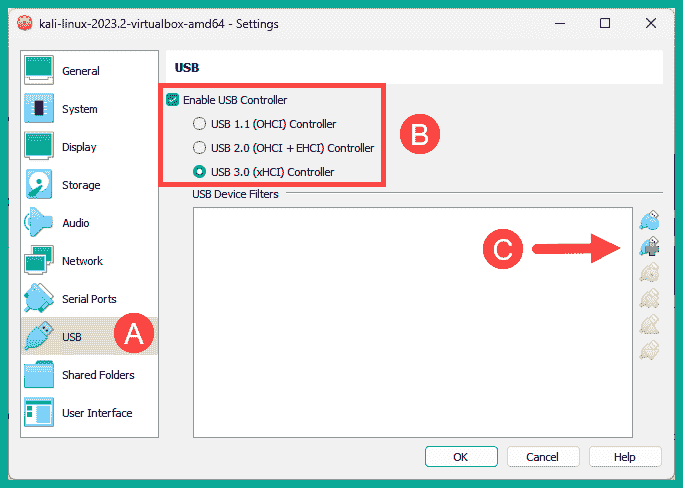 kali-linux-2023.2-virtualbox-amd64 - Settings
General
System
Display
Storage
Audio
Network
Serial Ports
USB
A
Shared Folders
User Interface
USB
Enable USB Controller
USB 1.1 (OHCI) Controller
USB 2.0 (OHCI + EHCI) Controller
USB 3.0 (xHCI) Controller
B
USB Device Filters
C
OK
Cancel
Help